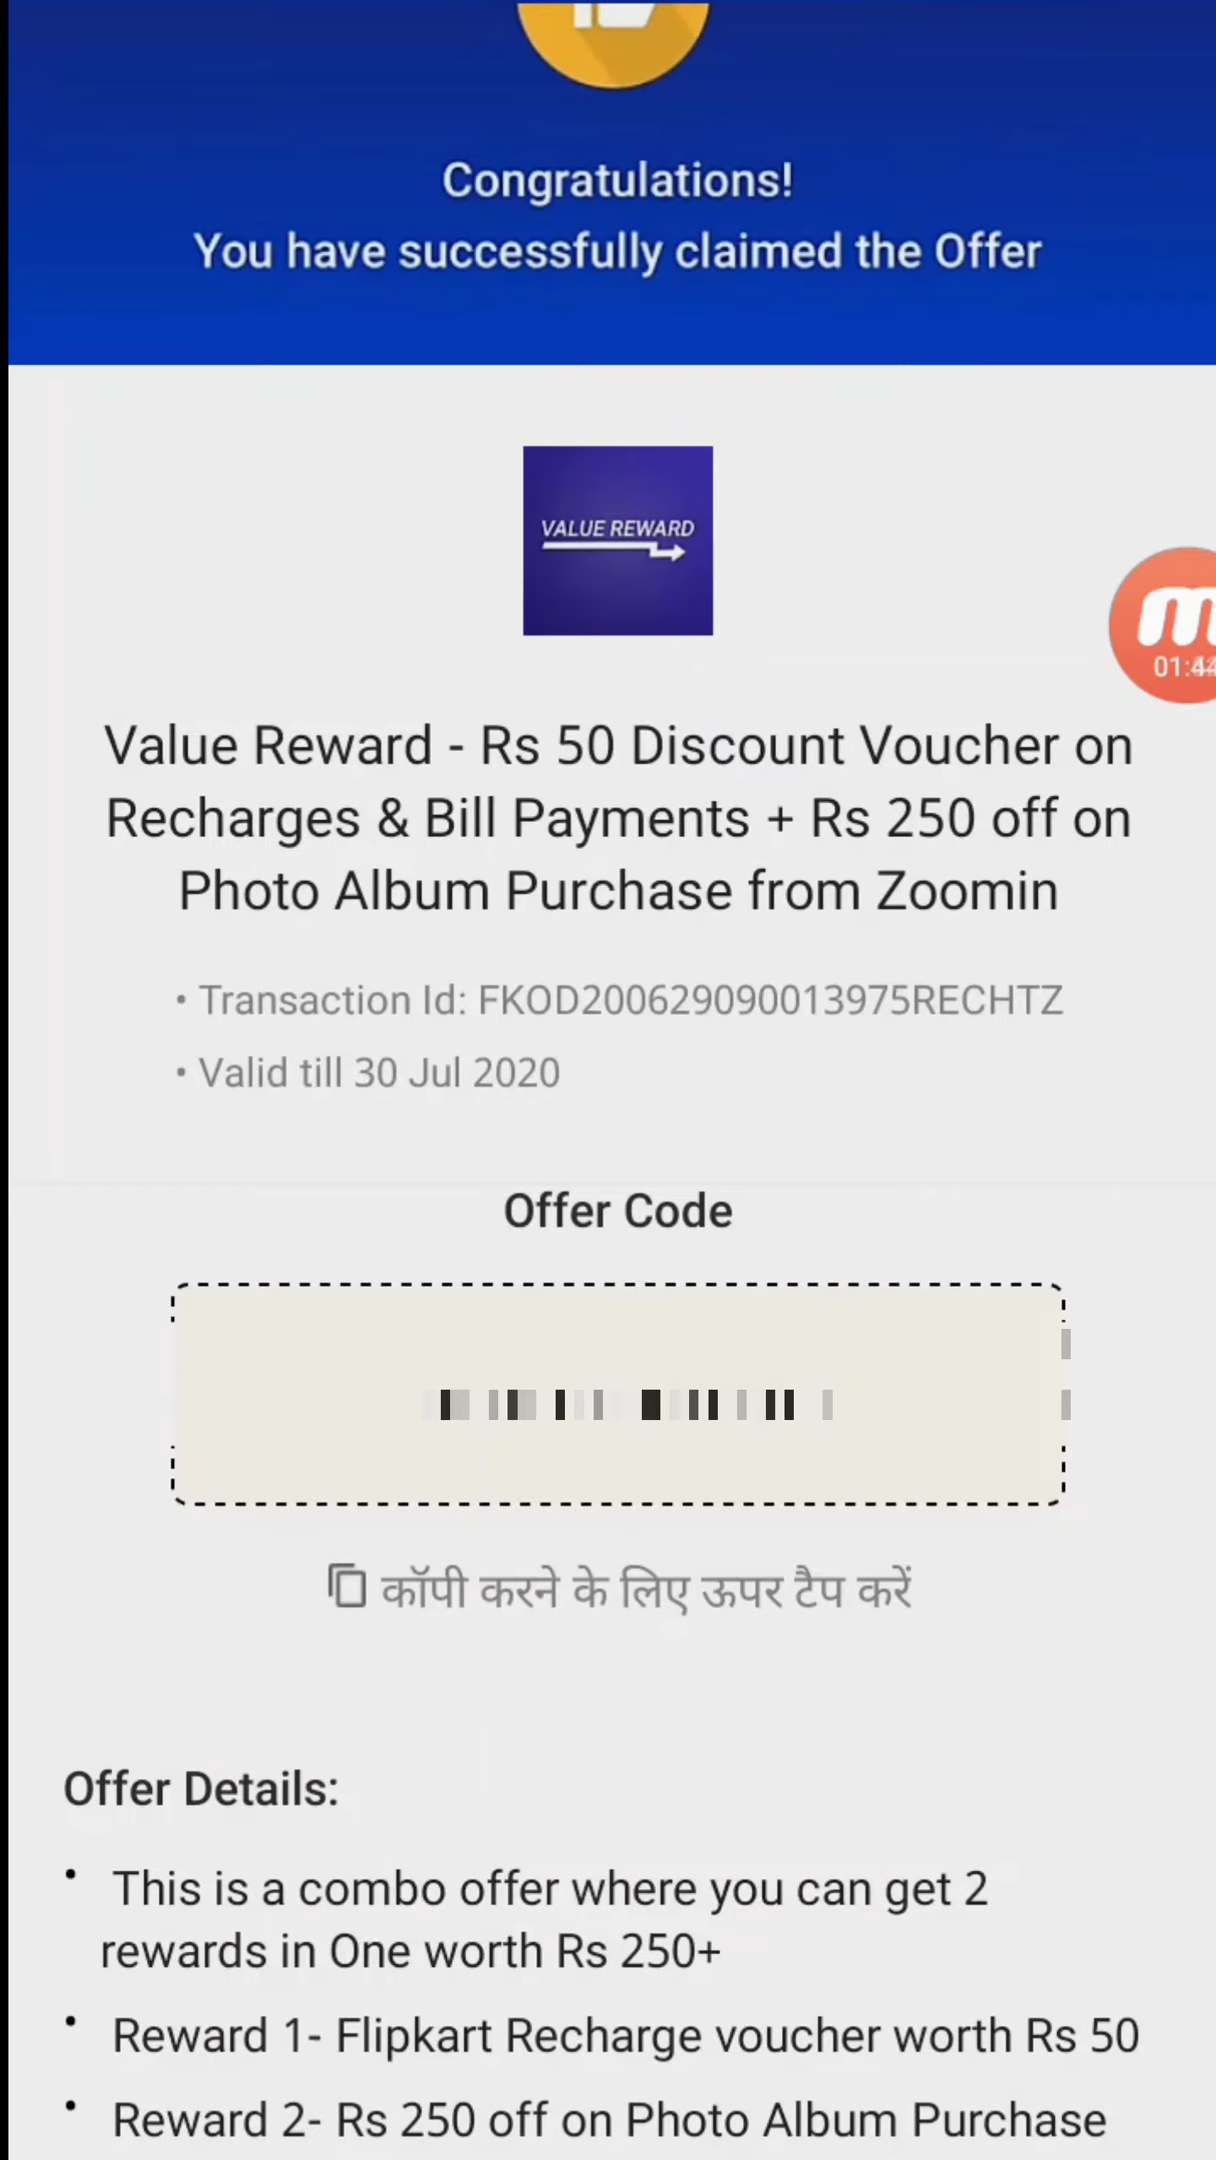 Congratulations!
You have successfully claimed the Offer
VALUE REWARD
Value Reward - Rs 50 Discount Voucher on
Recharges & Bill Payments + Rs 250 off on
Photo Album Purchase from Zoomin
• Transaction Id: FKOD200629090013975RECHTZ
• Valid till 30 Jul 2020
Offer Code
कॉपी करने के लिए ऊपर टैप करें
Offer Details:
• This is a combo offer where you can get 2
rewards in One worth Rs 250+
• Reward 1- Flipkart Recharge voucher worth Rs 50
• Reward 2- Rs 250 off on Photo Album Purchase